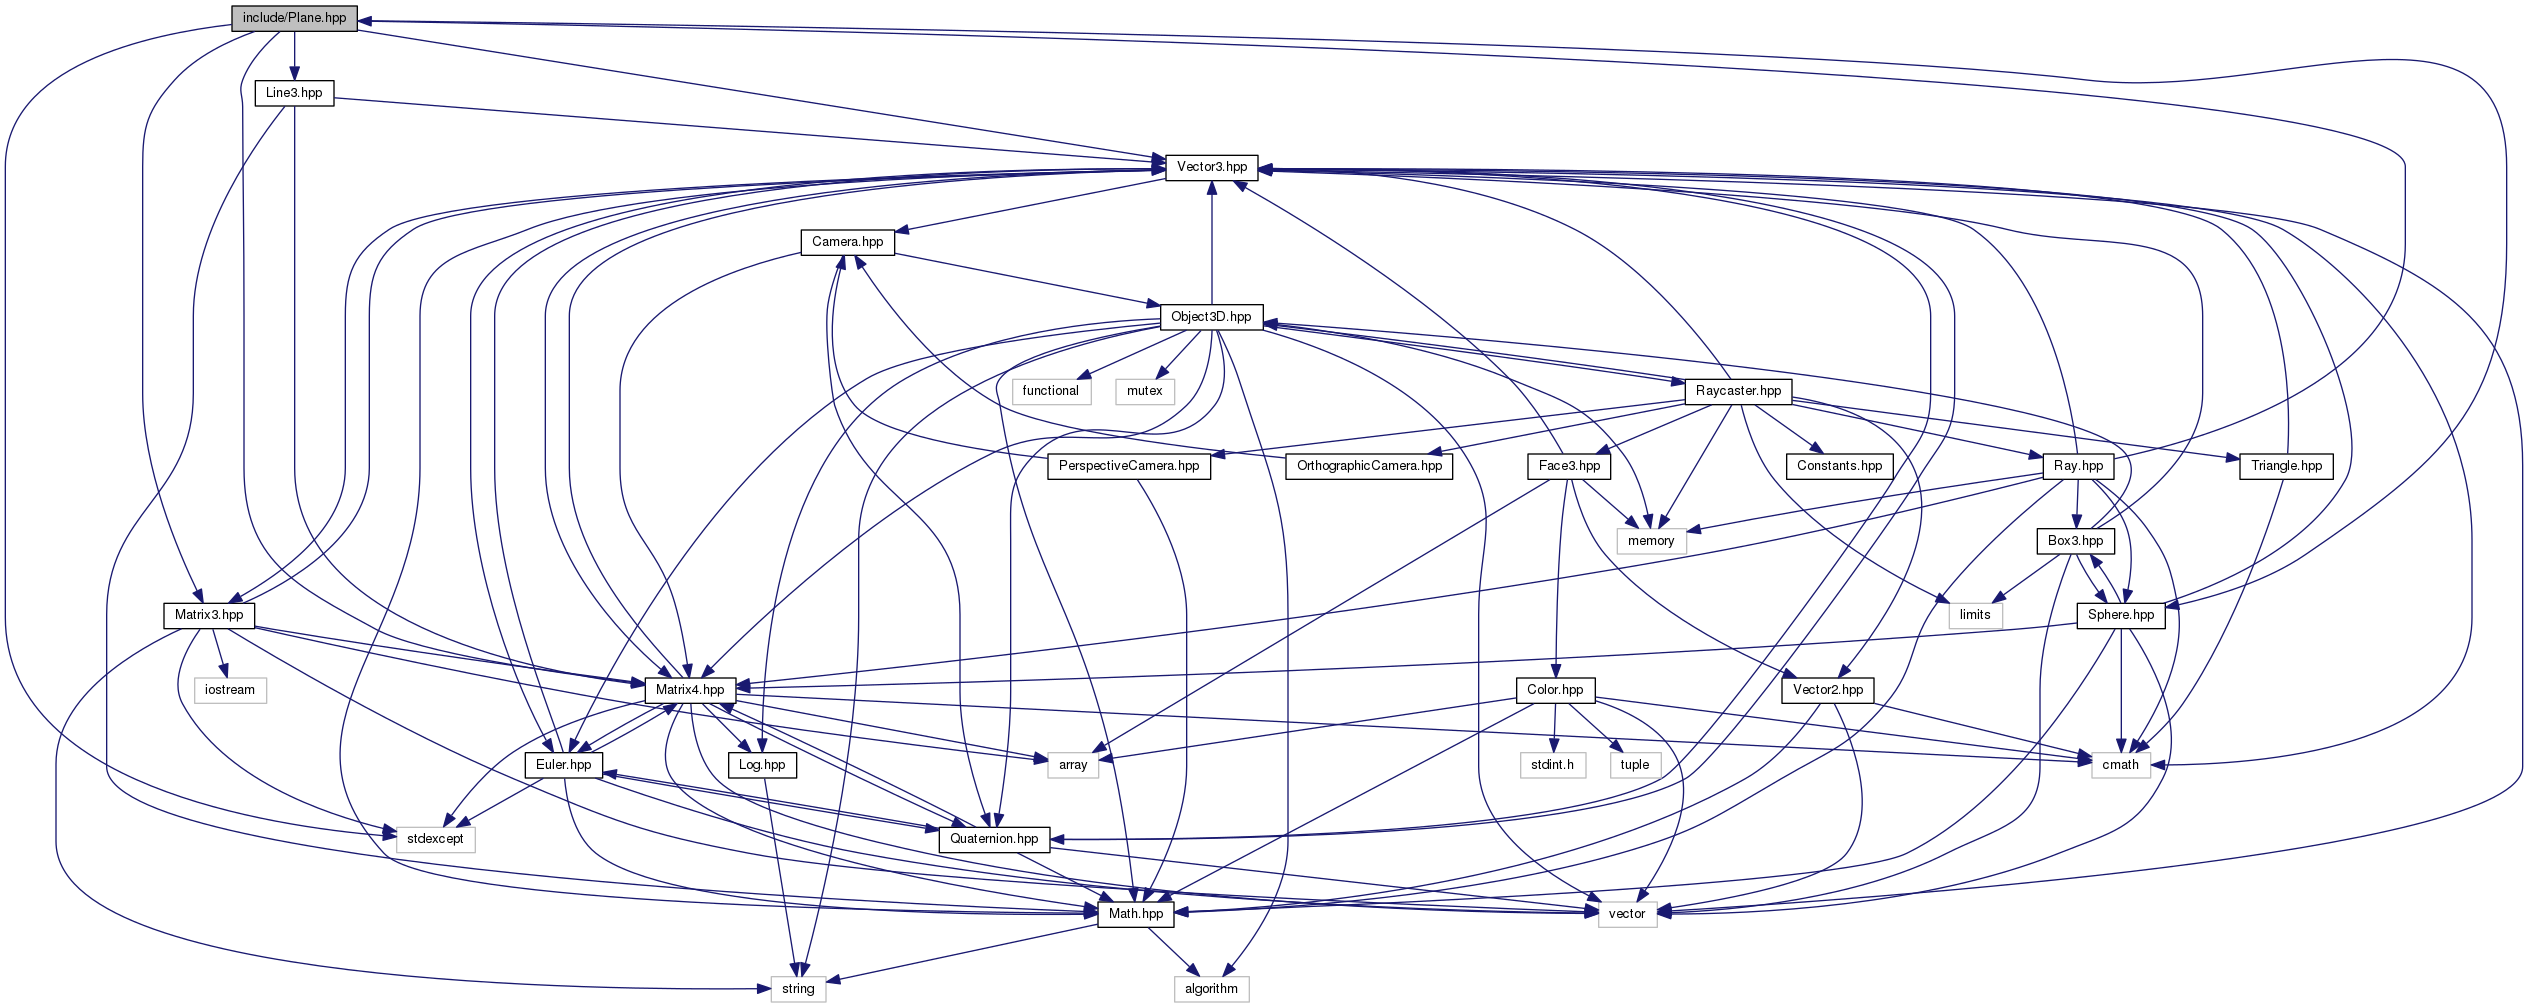 include/Plane.hpp
Line3.hpp
Vector3.hpp
Camera.hpp
Object3D.hpp
functional
mutex
Raycaster.hpp
PerspectiveCamera.hpp
OrthographicCamera.hpp
Face3.hpp
Constants.hpp
Ray.hpp
Triangle.hpp
memory
Box3.hpp
Matrix3.hpp
limits
Sphere.hpp
iostream
Matrix4.hpp
Color.hpp
Vector2.hpp
Euler.hpp
Log.hpp
array
stdint.h
tuple
cmath
stdexcept
Quaternion.hpp
Math.hpp
vector
string
algorithm